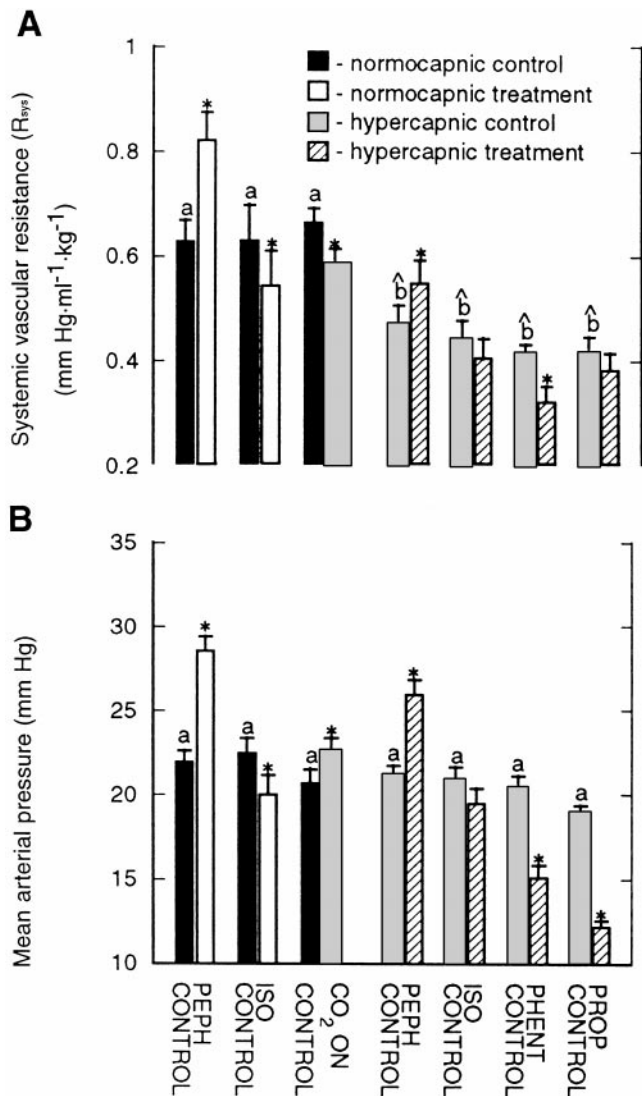 A
Systemic vascular resistance (Rsys)
(mm Hg·ml-1·kg-1)
1
0.8
0.6
0.4
0.2
- normocapnic control
- normocapnic treatment
- hypercapnic control
- hypercapnic treatment
a
*
a
*
a
*
^
b
*
^
b
^
b
*
^
b
B
Mean arterial pressure (mm Hg)
35
30
25
20
15
10
a
*
a
*
a
*
a
*
a
a
*
a
*
PEPH
CONTROL
ISO
CONTROL
CO2 ON
CONTROL
PEPH
CONTROL
ISO
CONTROL
PHENT
CONTROL
PROP
CONTROL